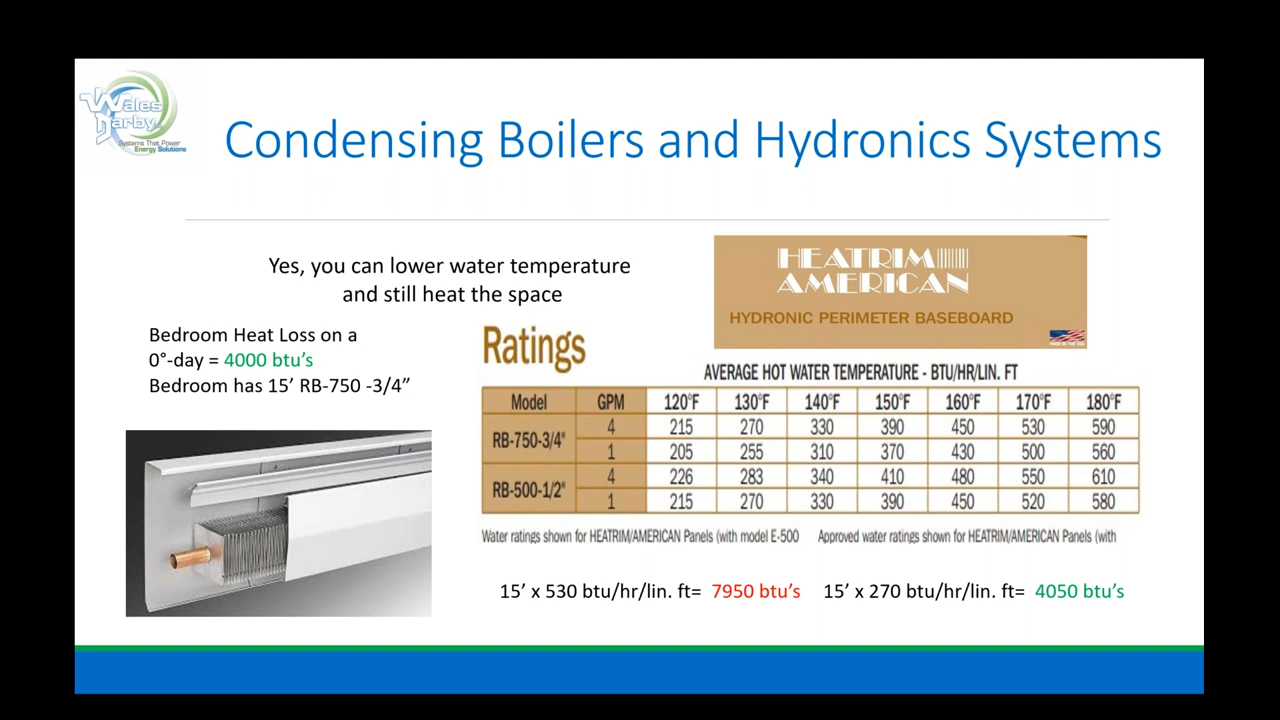 Wales Darby
Systems That Power
Energy Solutions
Condensing Boilers and Hydronics Systems
Yes, you can lower water temperature
and still heat the space
HEATRIM
AMERICAN
HYDRONIC PERIMETER BASEBOARD
MADE IN THE USA
Bedroom Heat Loss on a
0°-day = 4000 btu's
Bedroom has 15' RB-750 -3/4”
Ratings
AVERAGE HOT WATER TEMPERATURE - BTU/HR/LIN. FT
Model GPM 120°F 130°F 140°F 150°F 160°F 170°F 180°F
RB-750-3/4" 4 215 270 330 390 450 530 590
1 205 255 310 370 430 500 560
RB-500-1/2" 4 226 283 340 410 480 550 610
1 215 270 330 390 450 520 580
Water ratings shown for HEATRIM/AMERICAN Panels (with model E-500 Approved water ratings shown for HEATRIM/AMERICAN Panels (with
15' x 530 btu/hr/lin. ft= 7950 btu's 15' x 270 btu/hr/lin. ft= 4050 btu's